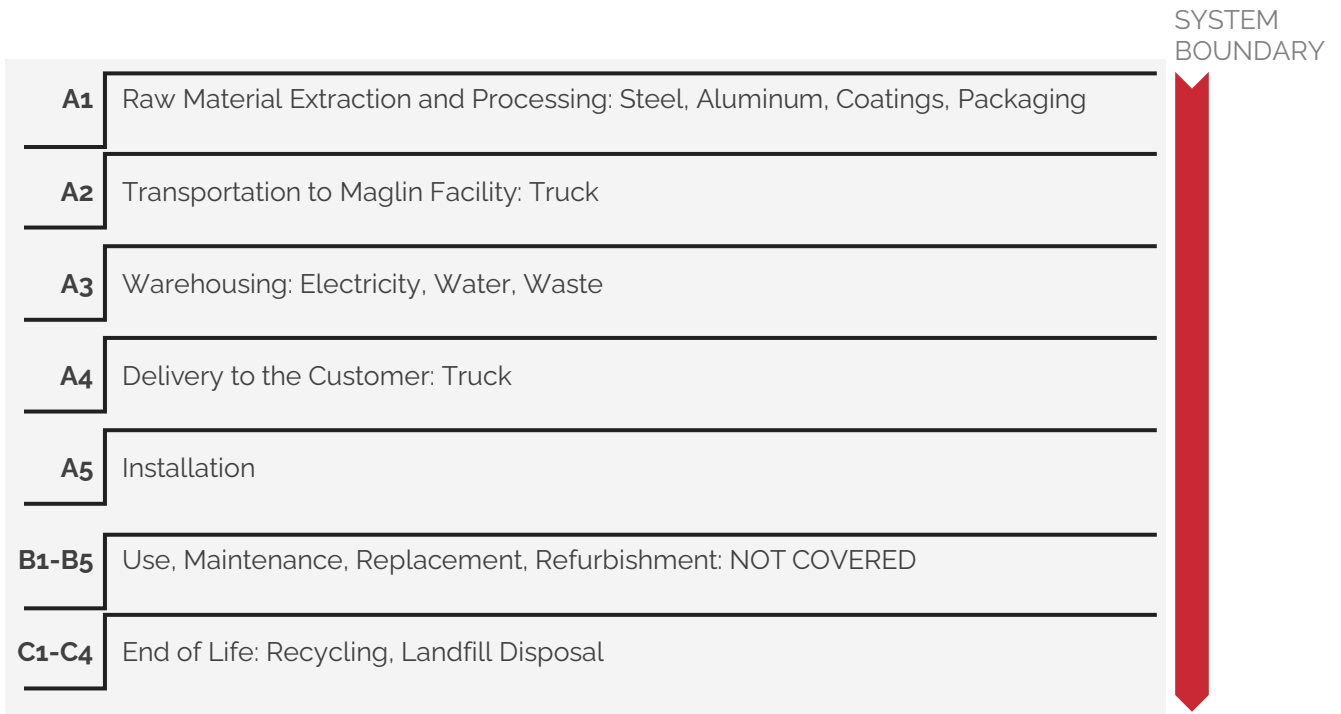 SYSTEM
BOUNDARY
A1 Raw Material Extraction and Processing: Steel, Aluminum, Coatings, Packaging
A2 Transportation to Maglin Facility: Truck
A3 Warehousing: Electricity, Water, Waste
A4 Delivery to the Customer: Truck
A5 Installation
B1-B5 Use, Maintenance, Replacement, Refurbishment: NOT COVERED
C1-C4 End of Life: Recycling, Landfill Disposal